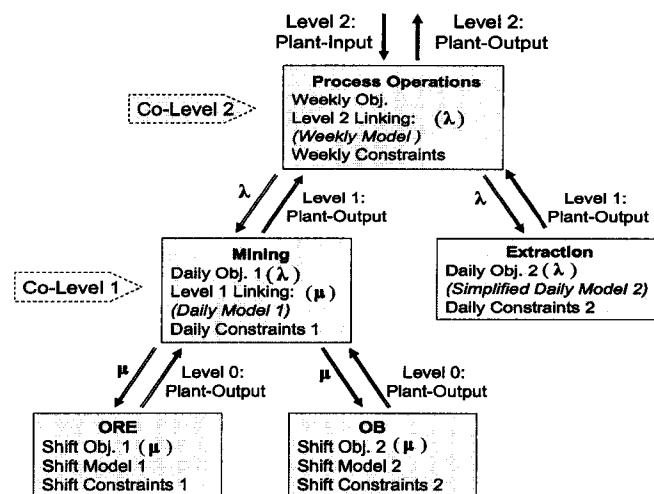 Level 2:
Plant-Input
Level 2:
Plant-Output
Process Operations
Weekly Obj.
Level 2 Linking: (λ)
(Weekly Model )
Weekly Constraints
Co-Level 2
λ
Level 1:
Plant-Output
λ
Level 1:
Plant-Output
Mining
Daily Obj. 1 (λ)
Level 1 Linking: (μ)
(Daily Model 1)
Daily Constraints 1
Co-Level 1
Extraction
Daily Obj. 2 (λ)
(Simplified Daily Model 2)
Daily Constraints 2
μ
Level 0:
Plant-Output
μ
Level 0:
Plant-Output
ORE
Shift Obj. 1 (μ)
Shift Model 1
Shift Constraints 1
OB
Shift Obj. 2 (μ)
Shift Model 2
Shift Constraints 2